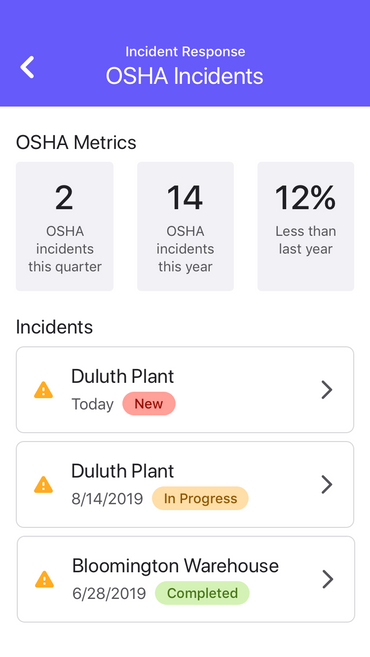 Incident Response
OSHA Incidents
OSHA Metrics
2
OSHA
incidents
this quarter
14
OSHA
incidents
this year
12%
Less than
last year
Incidents
Duluth Plant
Today New
Duluth Plant
8/14/2019 In Progress
Bloomington Warehouse
6/28/2019 Completed